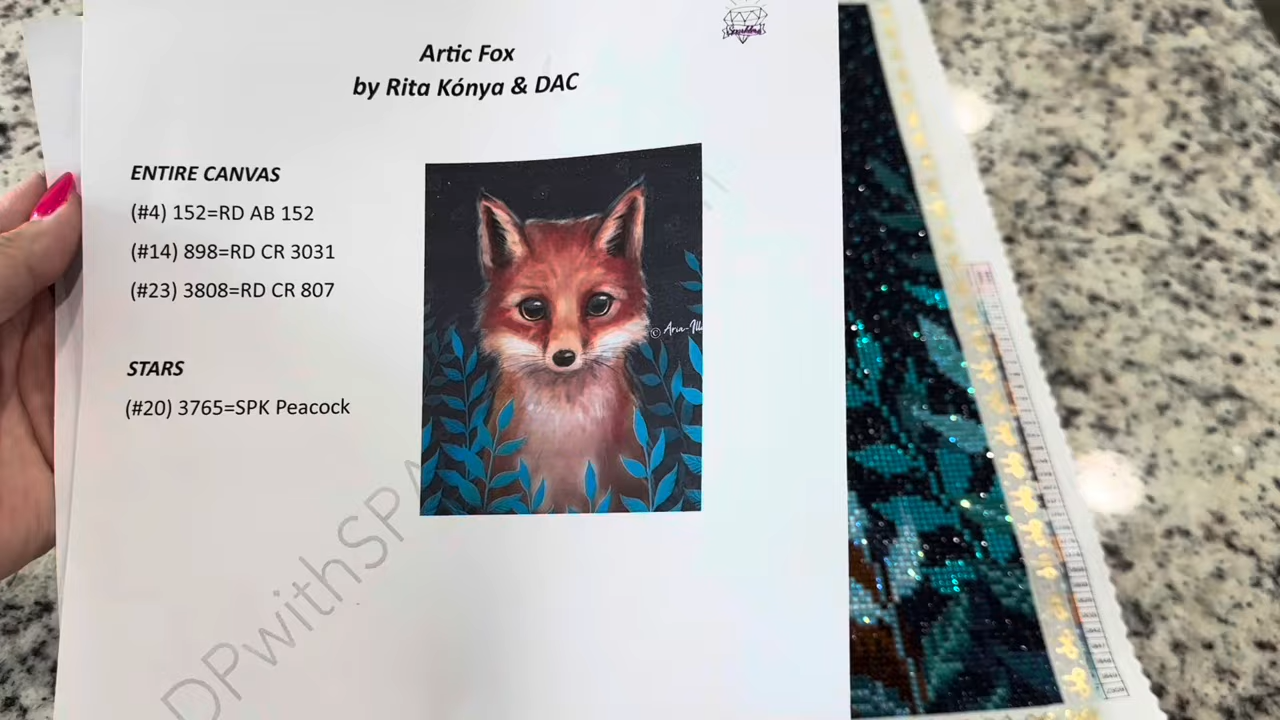 Artic Fox
by Rita Kónya & DAC
ENTIRE CANVAS
(#4) 152=RD AB 152
(#14) 898=RD CR 3031
(#23) 3808=RD CR 807
STARS
(#20) 3765=SPK Peacock
DPwithSPA